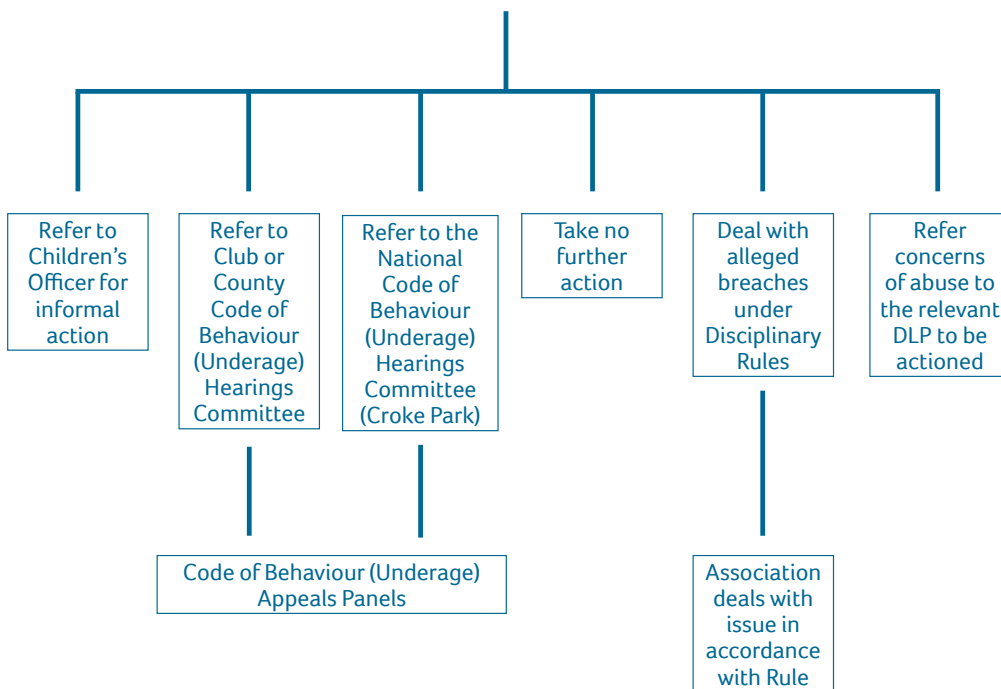 Refer to
Children’s
Officer for
informal
action
Refer to
Club or
County
Code of
Behaviour
(Underage)
Hearings
Committee
Refer to the
National
Code of
Behaviour
(Underage)
Hearings
Committee
(Croke Park)
Take no
further
action
Deal with
alleged
breaches
under
Disciplinary
Rules
Refer
concerns
of abuse to
the relevant
DLP to be
actioned
Code of Behaviour (Underage)
Appeals Panels
Association
deals with
issue in
accordance
with Rule